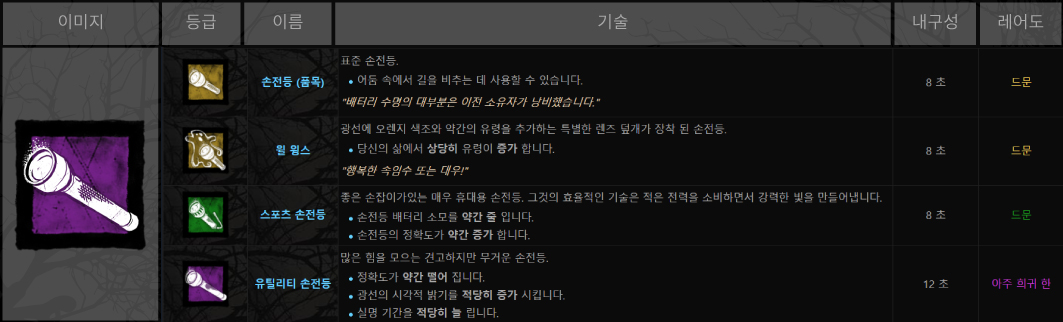 이미지 등급 이름 기술 내구성 레어도
손전등 (품목)
표준 손전등.
어둠 속에서 길을 비추는 데 사용할 수 있습니다.
"배터리 수명의 대부분은 이전 소유자가 낭비했습니다."
8 초
드문
윌 웝스
광선에 오렌지 색조와 약간의 유령을 추가하는 특별한 렌즈 덮개가 장착 된 손전등.
당신의 삶에서 상당히 유령이 증가 합니다.
"행복한 속임수 또는 대우!"
8 초
드문
스포츠 손전등
좋은 손잡이가있는 매우 휴대용 손전등. 그것의 효율적인 기술은 적은 전력을 소비하면서 강력한 빛을 만들어냅니다.
손전등 배터리 소모를 약간 줄 입니다.
손전등의 정확도가 약간 증가 합니다.
8 초
드문
유틸리티 손전등
많은 힘을 모으는 견고하지만 무거운 손전등.
정확도가 약간 떨어 집니다.
광선의 시각적 밝기를 적당히 증가 시킵니다.
실명 기간을 적당히 늘 립니다.
12 초
아주 희귀 한